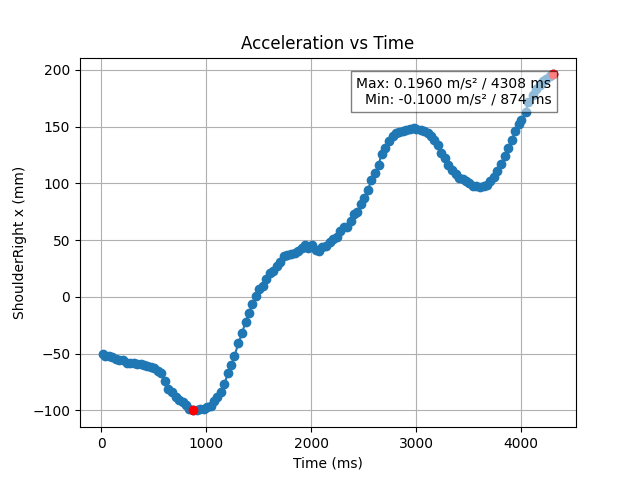 Acceleration vs Time
Max: 0.1960 m/s² / 4308 ms
Min: -0.1000 m/s² / 874 ms
ShoulderRight x (mm)
200
150
100
50
0
−50
−100
0 1000 2000 3000 4000
Time (ms)